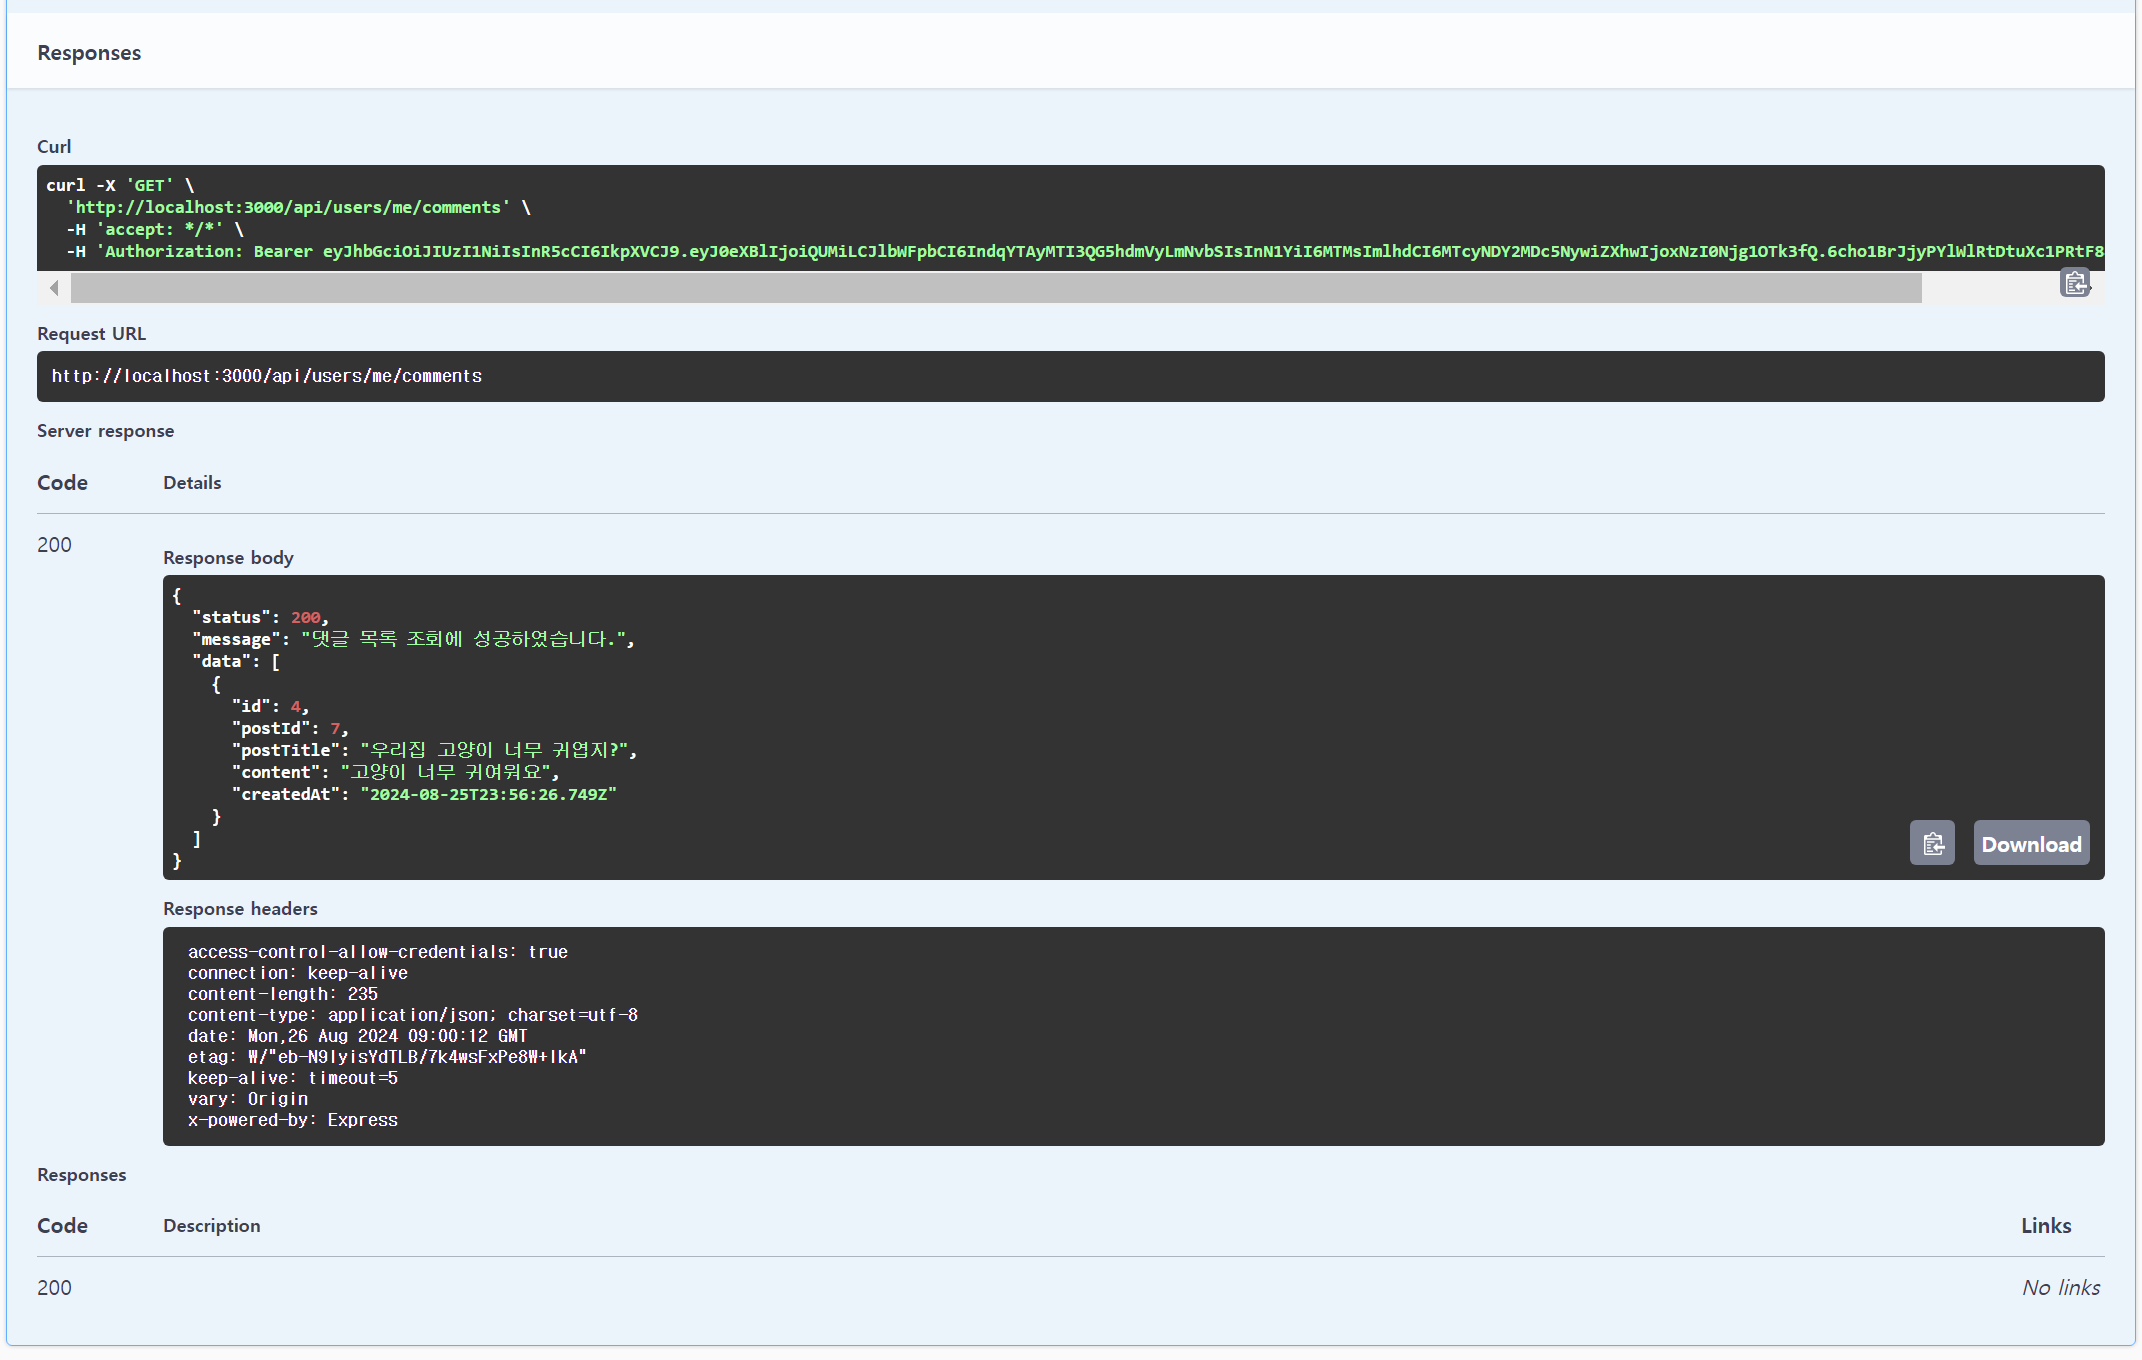 Responses
Curl
curl -X 'GET' \
  'http://localhost:3000/api/users/me/comments' \
  -H 'accept: */*' \
  -H 'Authorization: Bearer eyJhbGciOiJIUzI1NiIsInR5cCI6IkpXVCJ9.eyJ0eXBlIjoiQUMiLCJlbWFpbCI6IndqYTAyMTI3QG5hdmVyLmNvbSIsInN1YiI6MTMsImlhdCI6MTcyNDY2MDc5NywiZXhwIjoxNzI0Njg1OTk3fQ.6cho1BrJjyPYlWlRtDtuXc1PRtF8
Request URL
http://localhost:3000/api/users/me/comments
Server response
Code Details
200
Response body
{
  "status": 200,
  "message": "댓글 목록 조회에 성공하였습니다.",
  "data": [
    {
      "id": 4,
      "postId": 7,
      "postTitle": "우리집 고양이 너무 귀엽지?",
      "content": "고양이 너무 귀여워요",
      "createdAt": "2024-08-25T23:56:26.749Z"
    }
  ]
}
Download
Response headers
access-control-allow-credentials: true
connection: keep-alive
content-length: 235
content-type: application/json; charset=utf-8
date: Mon,26 Aug 2024 09:00:12 GMT
etag: W/"eb-N9lyisYdTLB/7k4wsFxPe8W+lkA"
keep-alive: timeout=5
vary: Origin
x-powered-by: Express
Responses
Code Description Links
200 No links